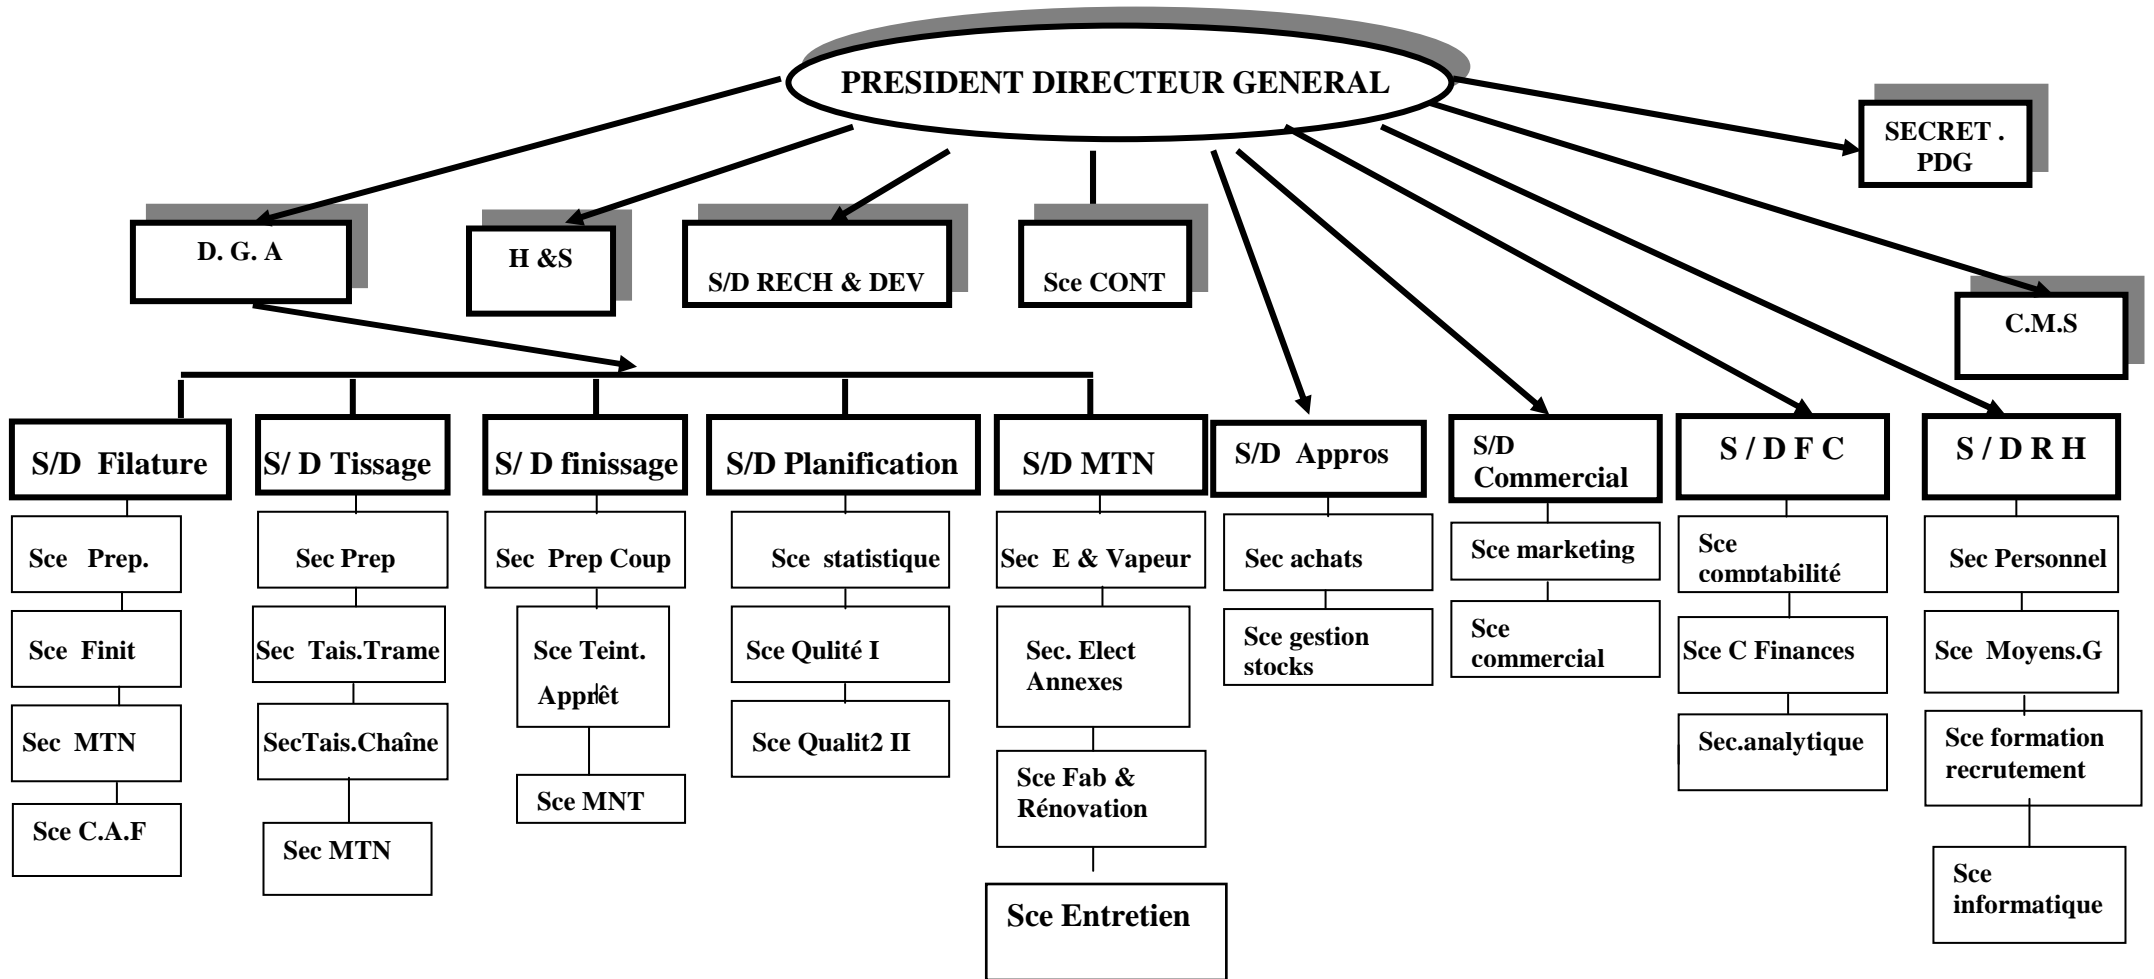 PRESIDENT DIRECTEUR GENERAL
SECRET .
PDG
D. G. A
H &S
S/D RECH & DEV
Sce CONT
C.M.S
S/D Filature
S/ D Tissage
S/ D finissage
S/D Planification
S/D MTN
S/D Appros
S/D
Commercial
S / D F C
S / D R H
Sce Prep.
Sce Finit
Sec MTN
Sce C.A.F
Sec Prep
Sec Tais.Trame
SecTais.Chaîne
Sec MTN
Sec Prep Coup
Sce Teint.
Apprêt
Sce MNT
Sce statistique
Sce Qulité I
Sce Qualit2 II
Sec E & Vapeur
Sec. Elect
Annexes
Sce Fab &
Rénovation
Sce Entretien
Sec achats
Sce gestion
stocks
Sce marketing
Sce
commercial
Sce
comptabilité
Sce C Finances
Sec.analytique
Sec Personnel
Sce Moyens.G
Sce formation
recrutement
Sce
informatique